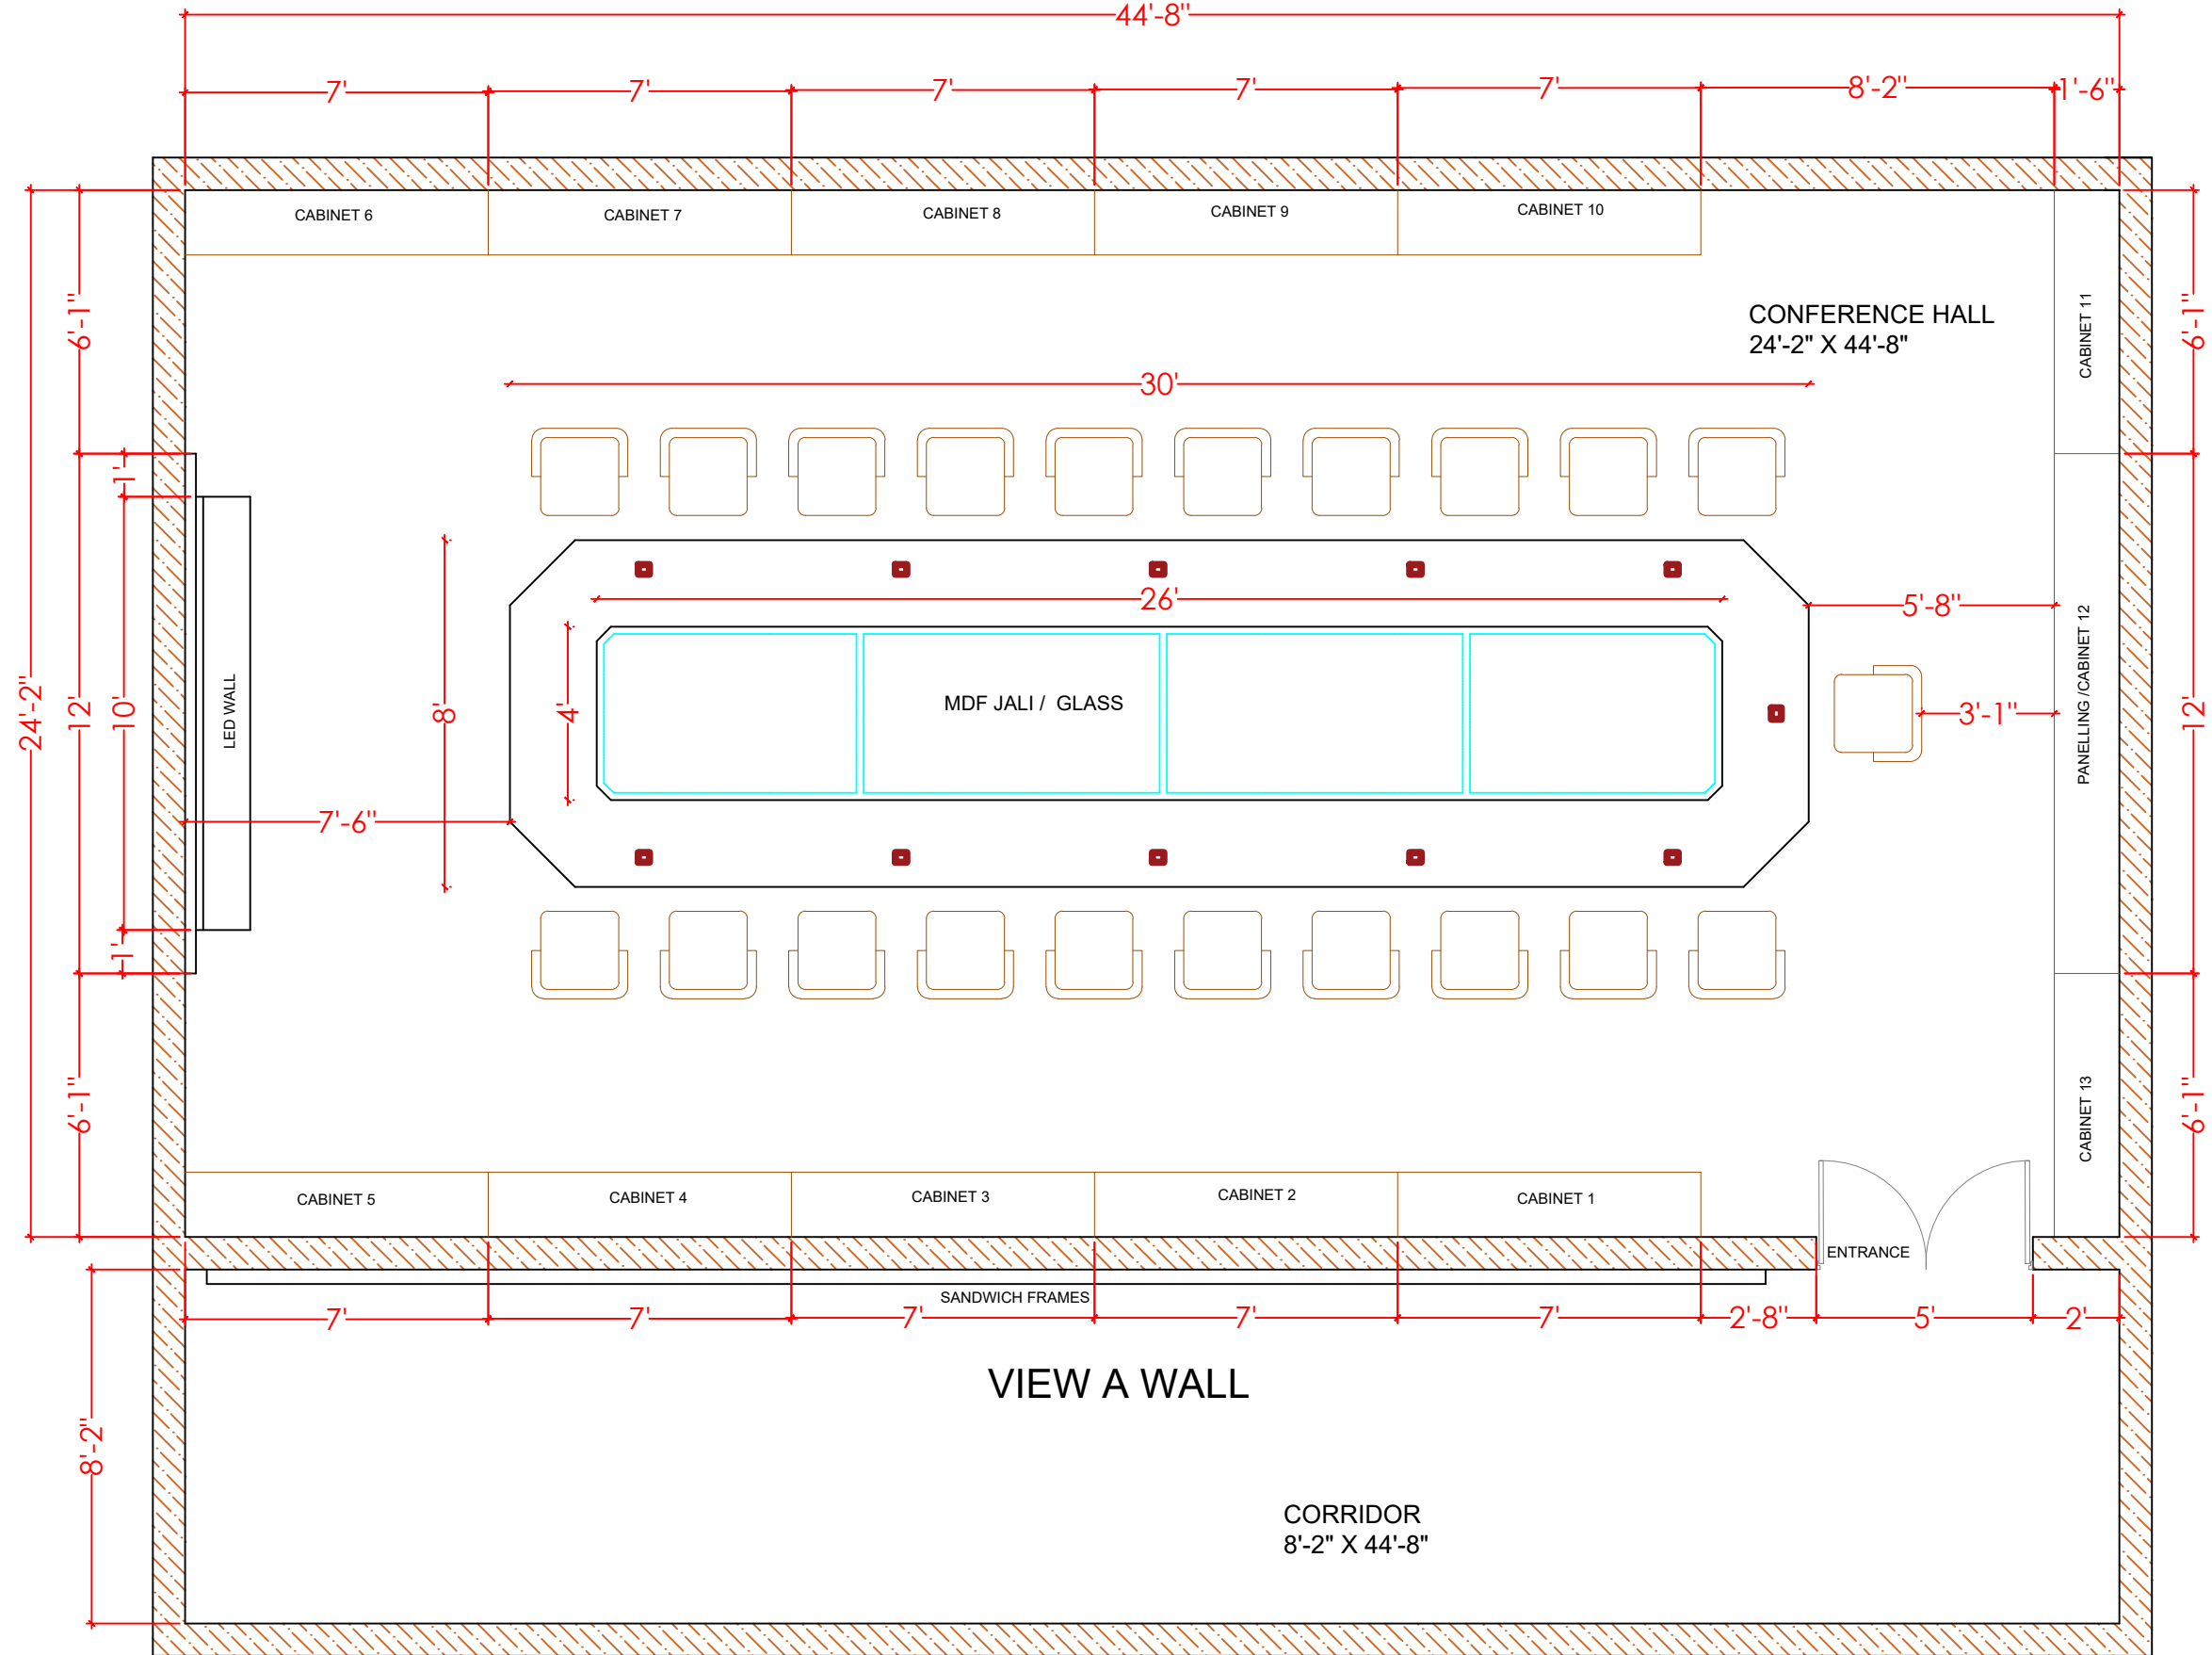 44'-8"
7'
7'
7'
7'
7'
8'-2"
1'-6"
CABINET 6
CABINET 7
CABINET 8
CABINET 9
CABINET 10
6'-1"
6'-1"
CABINET 11
CONFERENCE HALL
24'-2" X 44'-8"
30'
1'
26'
5'-8"
24'-2"
12'
10'
LED WALL
8'
4'
MDF JALI / GLASS
3'-1"
PANELLING /CABINET 12
12'
7'-6"
1'
6'-1"
CABINET 13
6'-1"
CABINET 5
CABINET 4
CABINET 3
CABINET 2
CABINET 1
ENTRANCE
SANDWICH FRAMES
7'
7'
7'
7'
7'
2'-8"
5'
2'
VIEW A WALL
8'-2"
CORRIDOR
8'-2" X 44'-8"